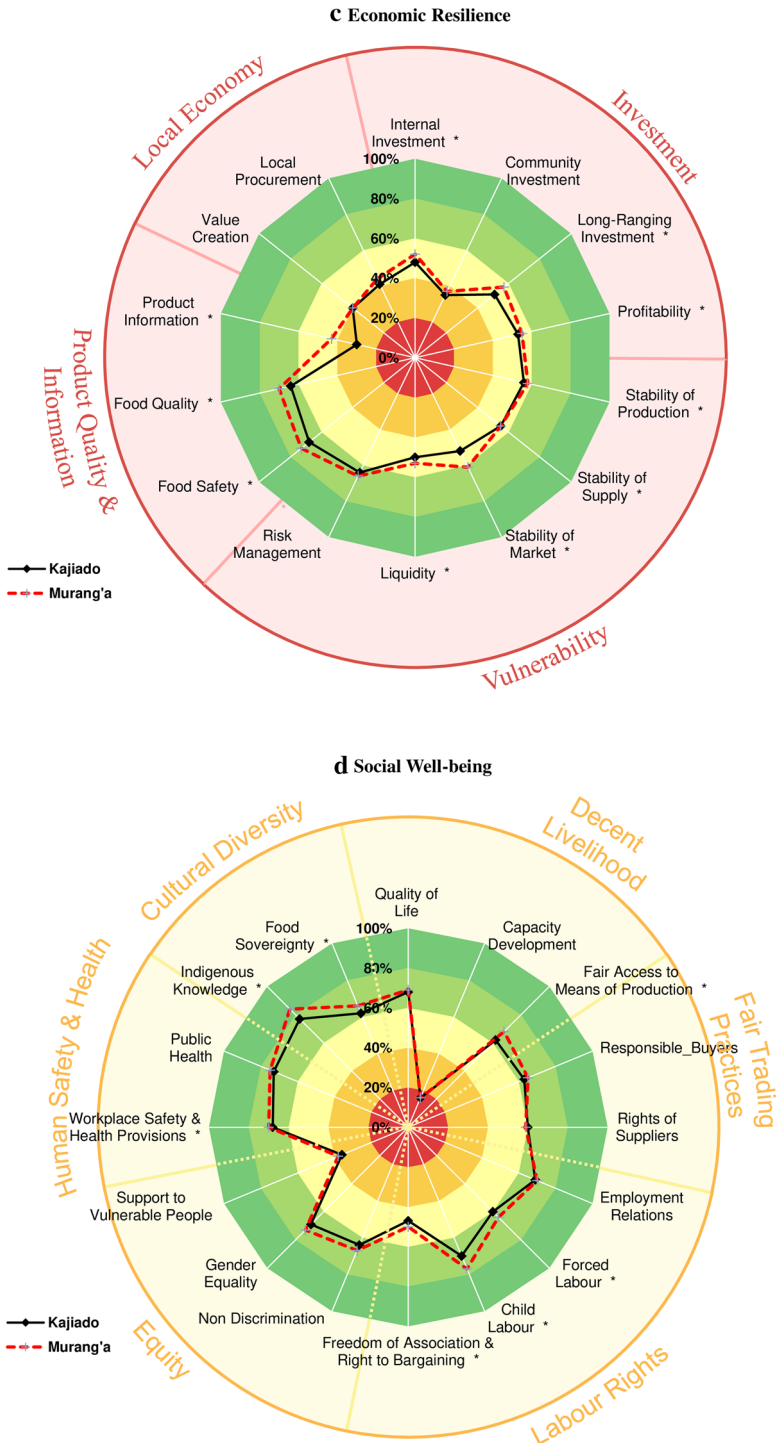 c Economic Resilience
Local Economy
Investment
Internal
Investment *
Local
Procurement
Community
Investment
Value
Creation
Long-Ranging
Investment *
Product
Information *
Profitability *
100%
80%
60%
40%
20%
0%
Product Quality &
Information
Food Quality *
Stability of
Production *
Food Safety *
Stability of
Supply *
Risk
Management *
Stability of
Market *
Liquidity *
Kajiado
Murang'a
Vulnerability
d Social Well-being
Cultural Diversity
Decent
Livelihood
Quality of
Life
Food
Sovereignty *
Capacity
Development
Indigenous
Knowledge *
Fair Access to
Means of Production *
Human Safety & Health
Fair Trading
Practices
Public
Health
Responsible_Buyers
100%
80%
60%
40%
20%
0%
Workplace Safety &
Health Provisions *
Rights of
Suppliers
Support to
Vulnerable People
Employment
Relations
Gender
Equality
Forced
Labour *
Non Discrimination
Child
Labour *
Freedom of Association &
Right to Bargaining *
Kajiado
Murang'a
Equity
Labour Rights